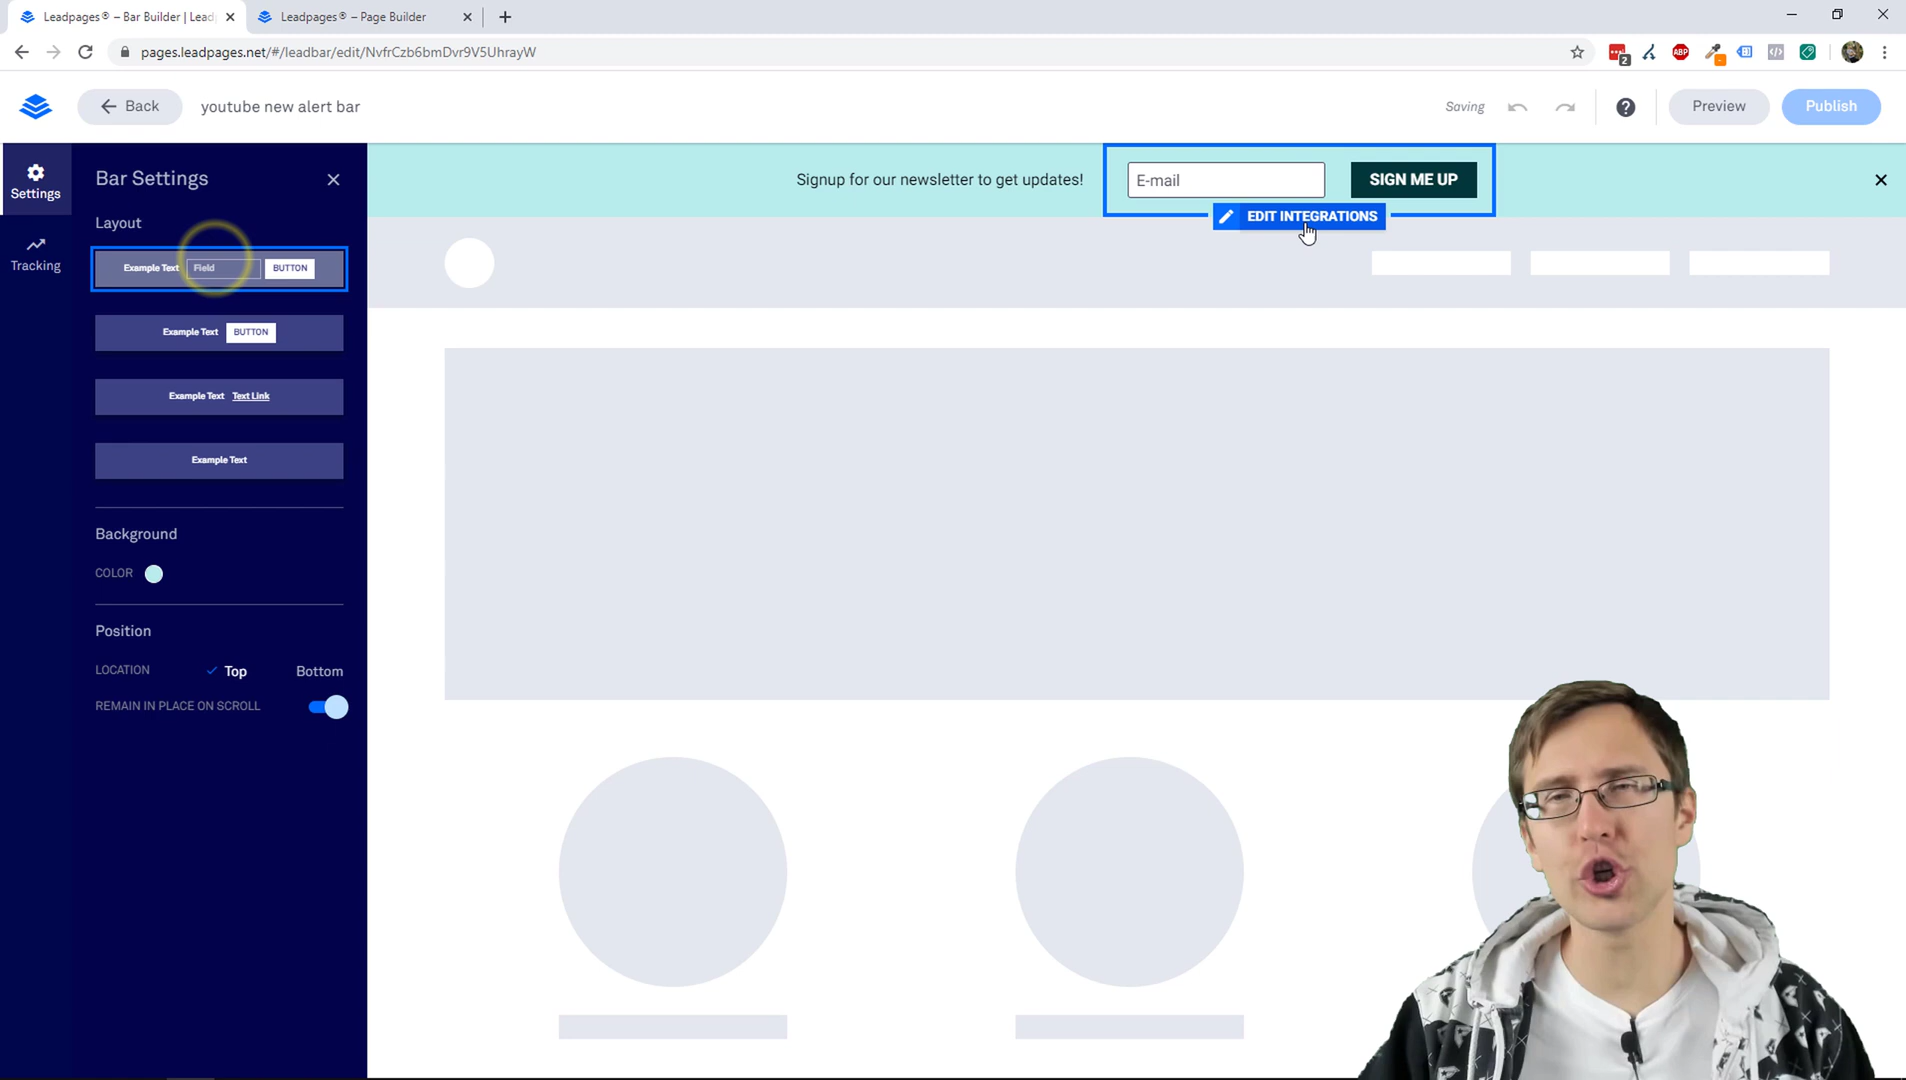 Leadpages® – Bar Builder | Lead
Leadpages® – Page Builder
pages.leadpages.net/#/leadbar/edit/NvfrCzb6bmDvr9V5UhrayW
ABP
2
Back
youtube new alert bar
Saving
Preview
Publish
Settings
Tracking
Bar Settings
Layout
Example Text Field BUTTON
Example Text BUTTON
Example Text Text Link
Example Text
Background
COLOR
Position
LOCATION Top Bottom
REMAIN IN PLACE ON SCROLL
Signup for our newsletter to get updates!
E-mail
SIGN ME UP
EDIT INTEGRATIONS